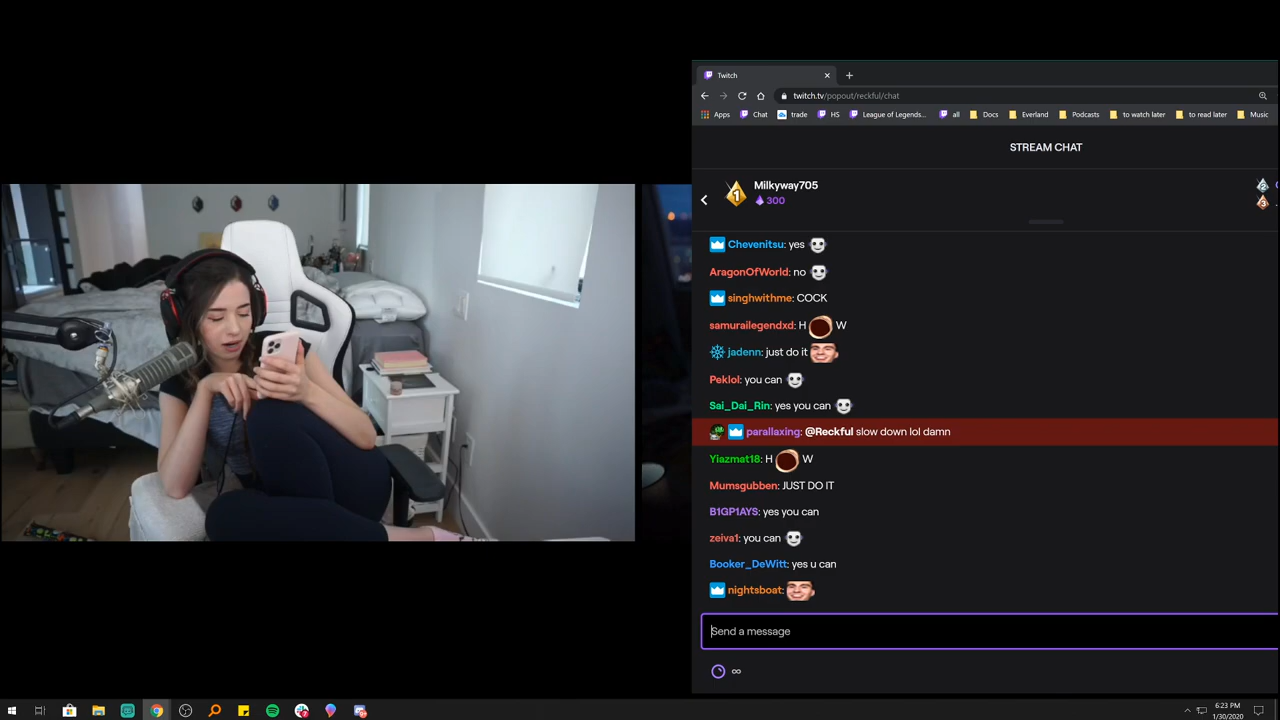 Twitch
twitch.tv/popout/reckful/chat
Apps Chat trade HS League of Legends... all Docs Everland Podcasts to watch later to read later Music
STREAM CHAT
1 Milkyway705
300
2
3
Chevenitsu: yes
AragonOfWorld: no
singhwithme: COCK
samurailegendxd: H W
jadenn: just do it
Peklol: you can
Sai_Dai_Rin: yes you can
parallaxing: @Reckful slow down lol damn
Yiazmat18: H W
Mumsgubben: JUST DO IT
B1GP1AYS: yes you can
zeiva1: you can
Booker_DeWitt: yes u can
nightsboat:
Send a message
∞
6:23 PM
1/30/2020